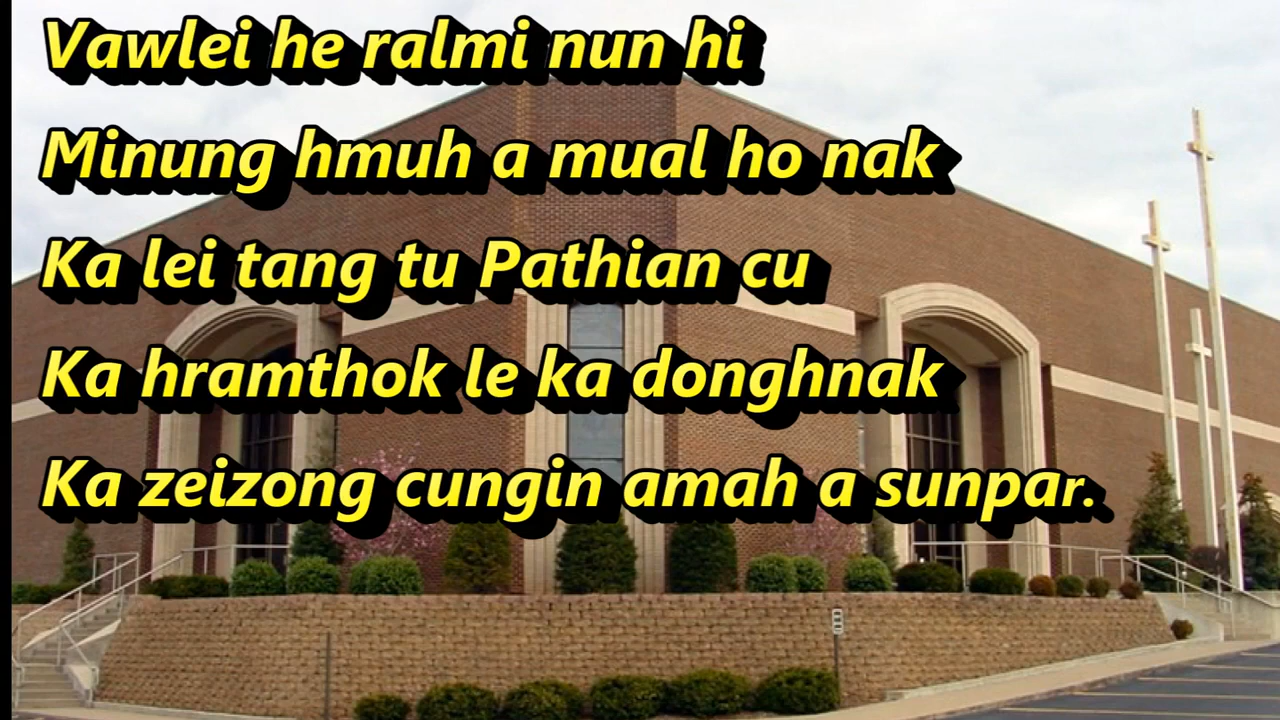 Vawlei he ralmi nun hi
Minung hmuh a mual ho nak
Ka lei tang tu Pathian cu
Ka hramthok le ka donghnak
Ka zeizong cungin amah a sunpar.